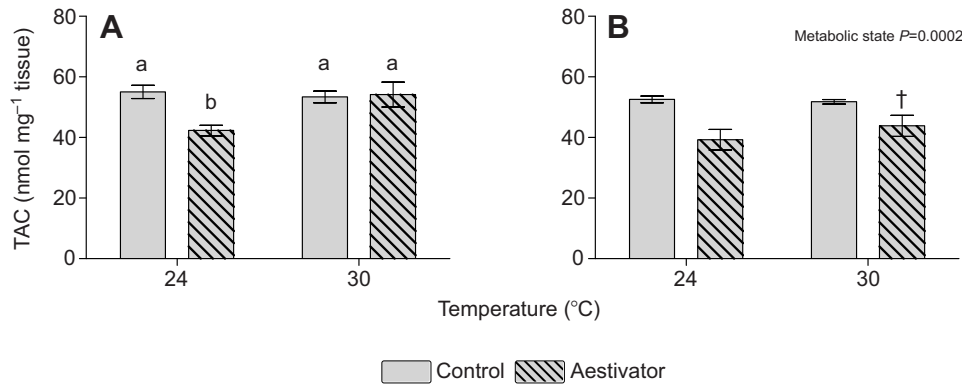 A
B
Metabolic state P=0.0002
TAC (nmol mg–1 tissue)
80
60
40
20
0
a
b
a
a
24
30
80
60
40
20
0
†
24
30
Temperature (°C)
Control
Aestivator